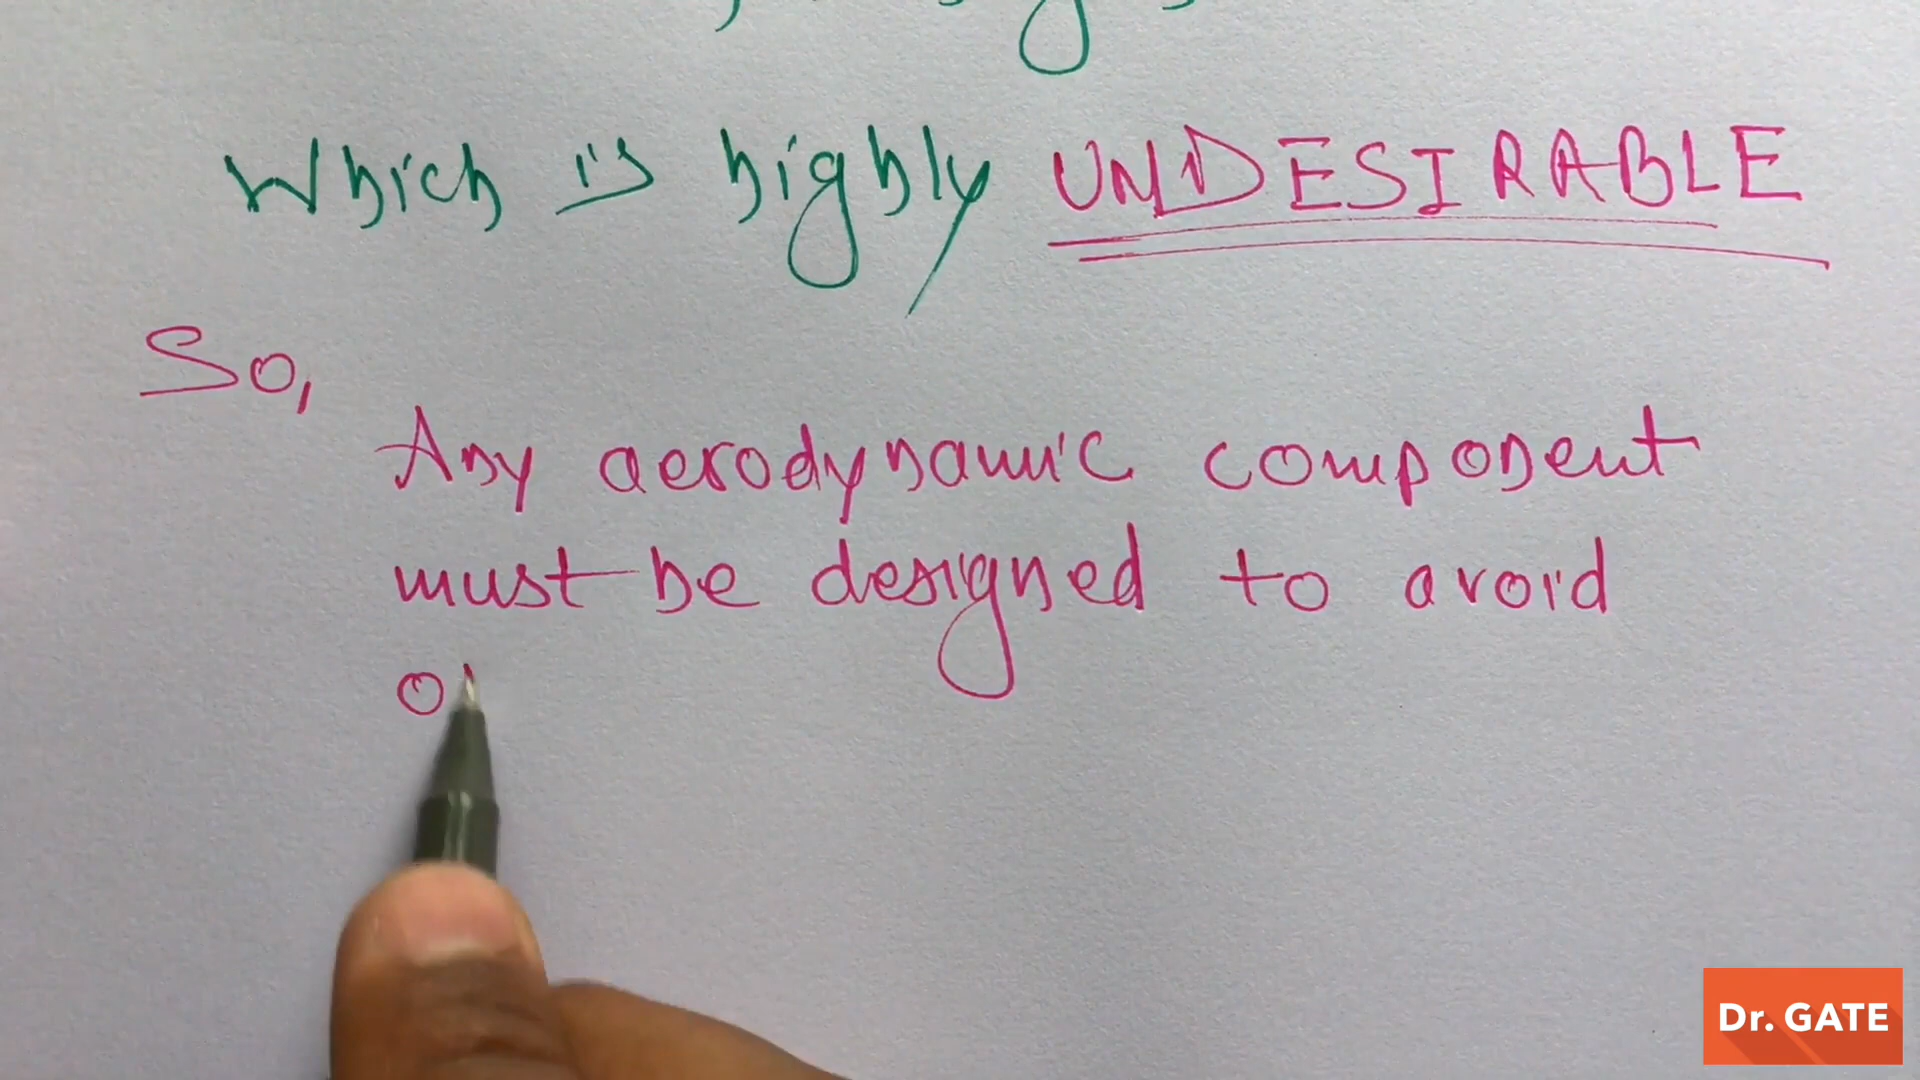 Which is highly UNDESIRABLE
So,
Any aerodynamic component
must be designed to avoid
Dr. GATE